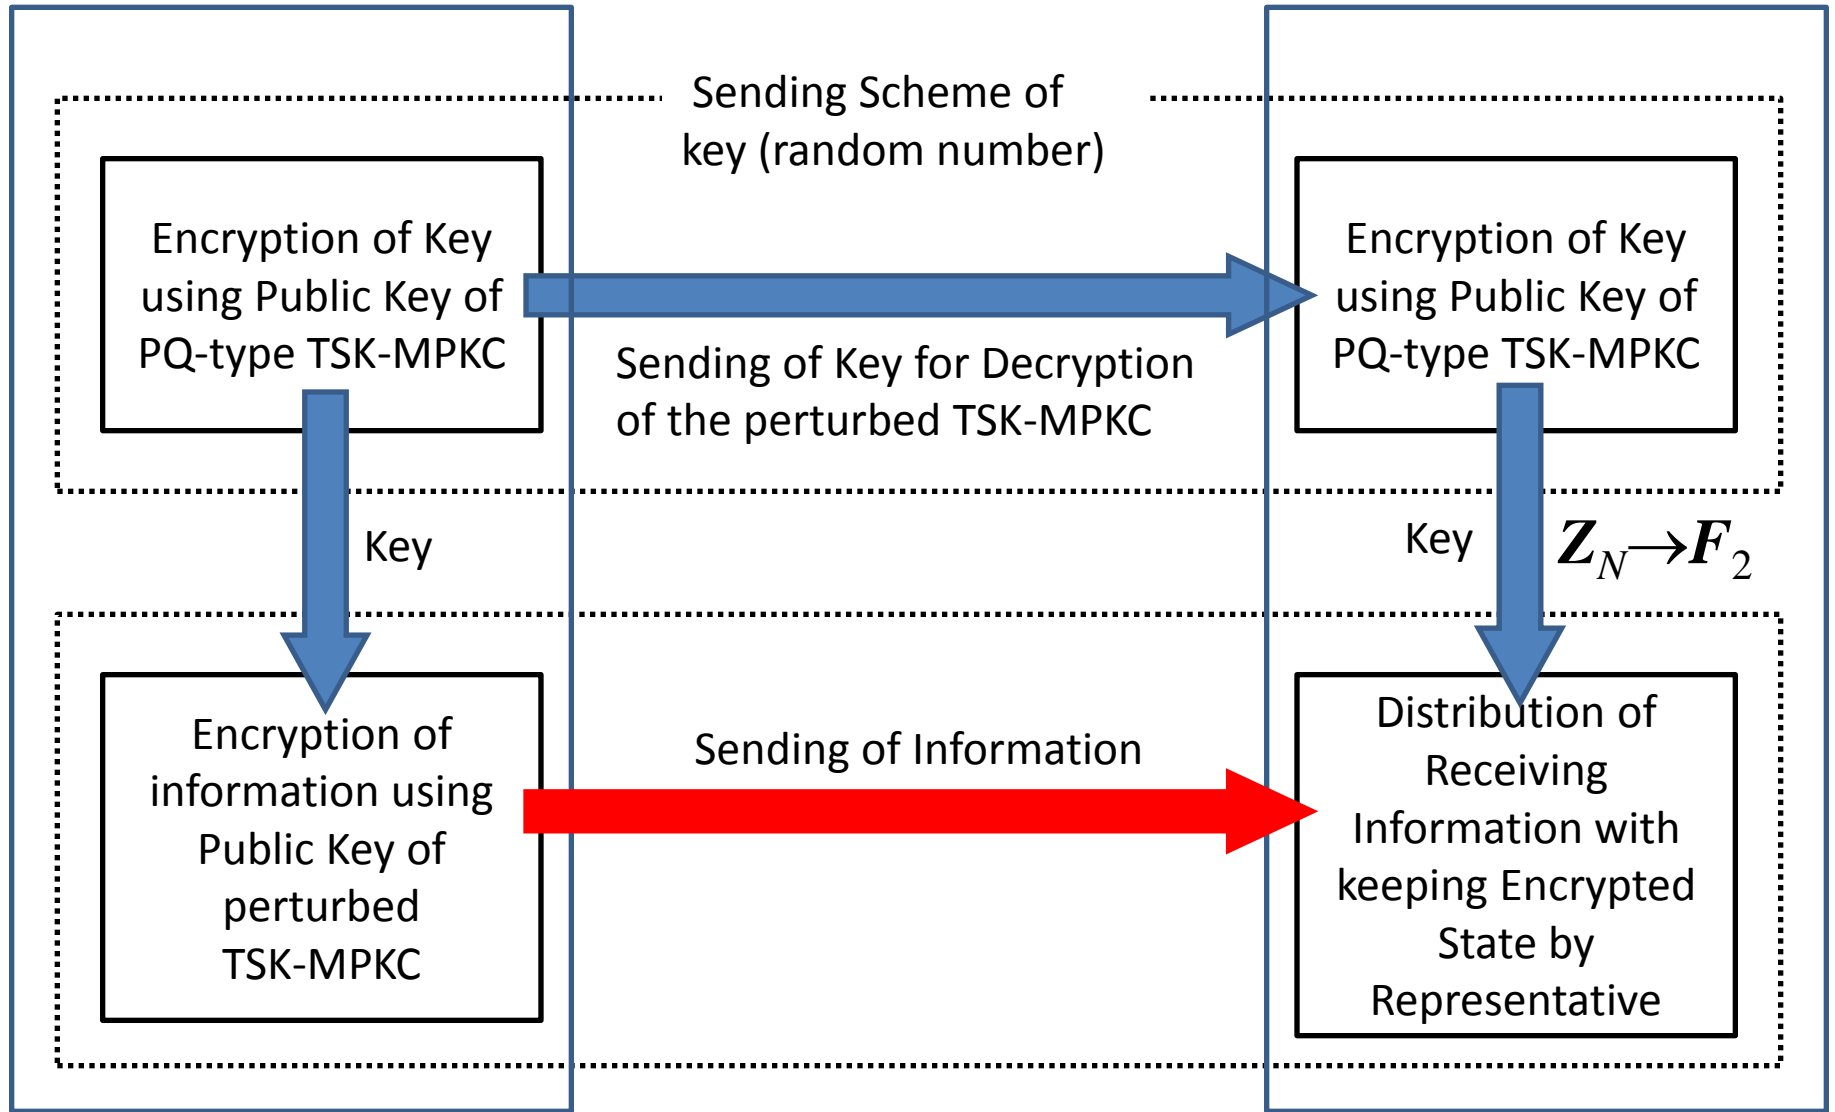 Sending Scheme of
key (random number)
Encryption of Key
using Public Key of
PQ-type TSK-MPKC
Sending of Key for Decryption
of the perturbed TSK-MPKC
Encryption of Key
using Public Key of
PQ-type TSK-MPKC
Key
Key
Z_N→F_2
Encryption of
information using
Public Key of
perturbed
TSK-MPKC
Sending of Information
Distribution of
Receiving
Information with
keeping Encrypted
State by
Representative